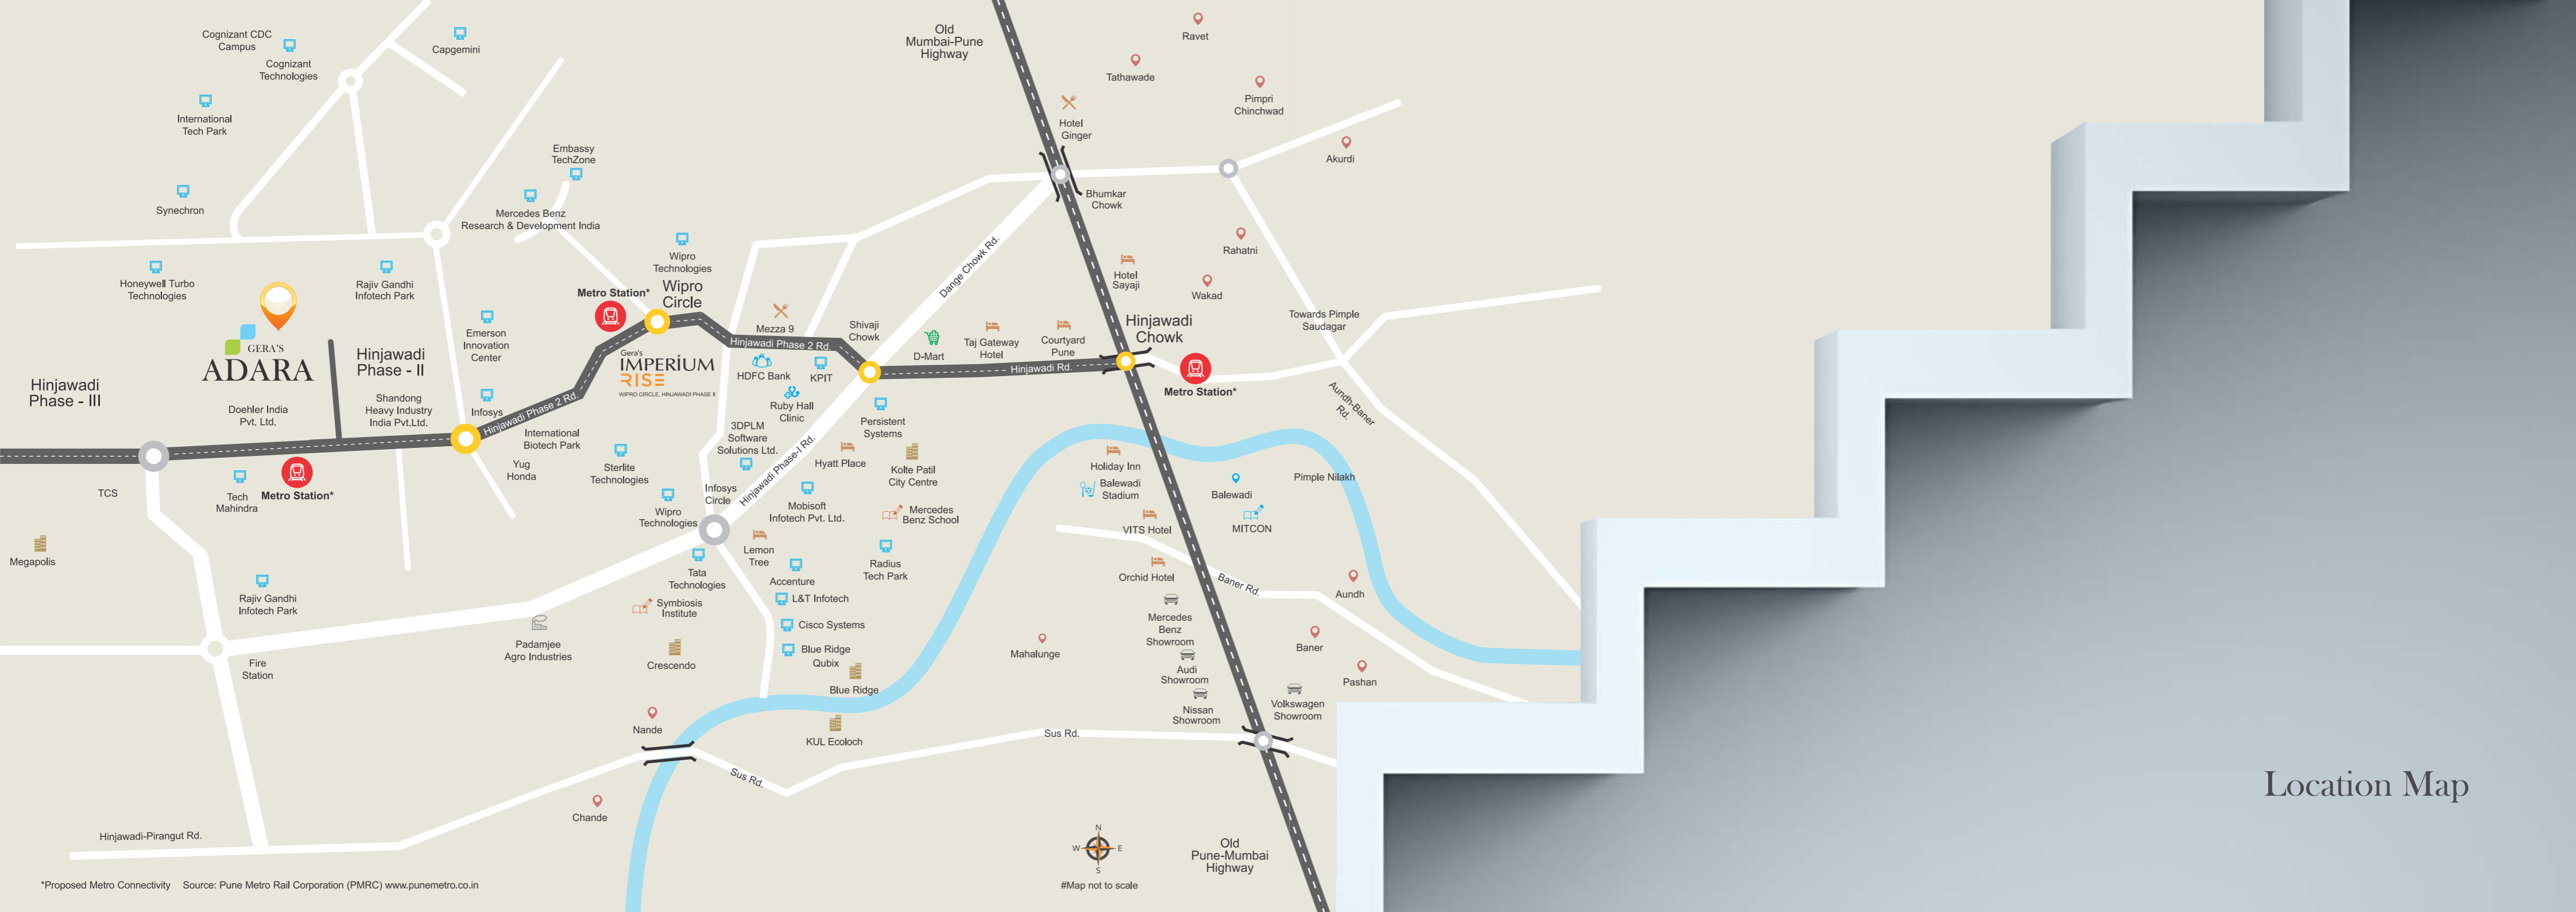 Cognizant CDC
Campus
Cognizant
Technologies
Capgemini
International
Tech Park
Synechron
Embassy
TechZone
Mercedes Benz
Research & Development India
Honeywell Turbo
Technologies
Rajiv Gandhi
Infotech Park
Emerson
Innovation
Center
Wipro
Technologies
Metro Station*
Wipro
Circle
GERA'S
ADARA
Hinjawadi
Phase - II
Hinjawadi
Phase - III
Doehler India
Pvt. Ltd.
Shandong
Heavy Industry
India Pvt.Ltd.
Infosys
Hinjawadi Phase 2 Rd.
International
Biotech Park
Yug
Honda
TCS
Tech
Mahindra
Metro Station*
Megapolis
Rajiv Gandhi
Infotech Park
Fire
Station
Gera's
IMPERIUM
RISE
WIPRO CIRCLE, HINJAWADI PHASE II
Mezza 9
Hinjawadi Phase 2 Rd.
HDFC Bank
KPIT
Ruby Hall
Clinic
Shivaji
Chowk
D-Mart
Taj Gateway
Hotel
Courtyard
Pune
Hinjawadi Rd.
Dange Chowk Rd.
Old
Mumbai-Pune
Highway
Ravet
Tathawade
Pimpri
Chinchwad
Hotel
Ginger
Akurdi
Bhumkar
Chowk
Rahatni
Hotel
Sayaji
Wakad
Hinjawadi
Chowk
Towards Pimple
Saudagar
Metro Station*
Aundh-Baner
Rd.
3DPLM
Software
Solutions Ltd.
Persistent
Systems
Hinjawadi Phase-I Rd.
Hyatt Place
Kolte Patil
City Centre
Sterlite
Technologies
Infosys
Circle
Wipro
Technologies
Mobisoft
Infotech Pvt. Ltd.
Mercedes
Benz School
Lemon
Tree
Radius
Tech Park
Tata
Technologies
Accenture
L&T Infotech
Symbiosis
Institute
Cisco Systems
Padamjee
Agro Industries
Crescendo
Blue Ridge
Qubix
Blue Ridge
Nande
KUL Ecoloch
Sus Rd.
Chande
Holiday Inn
Balewadi
Stadium
Balewadi
Pimple Nilakh
VITS Hotel
MITCON
Orchid Hotel
Baner Rd.
Aundh
Mercedes
Benz
Showroom
Mahalunge
Baner
Audi
Showroom
Pashan
Nissan
Showroom
Volkswagen
Showroom
Sus Rd.
Hinjawadi-Pirangut Rd.
N
W
E
S
#Map not to scale
Old
Pune-Mumbai
Highway
*Proposed Metro Connectivity Source: Pune Metro Rail Corporation (PMRC) www.punemetro.co.in
Location Map